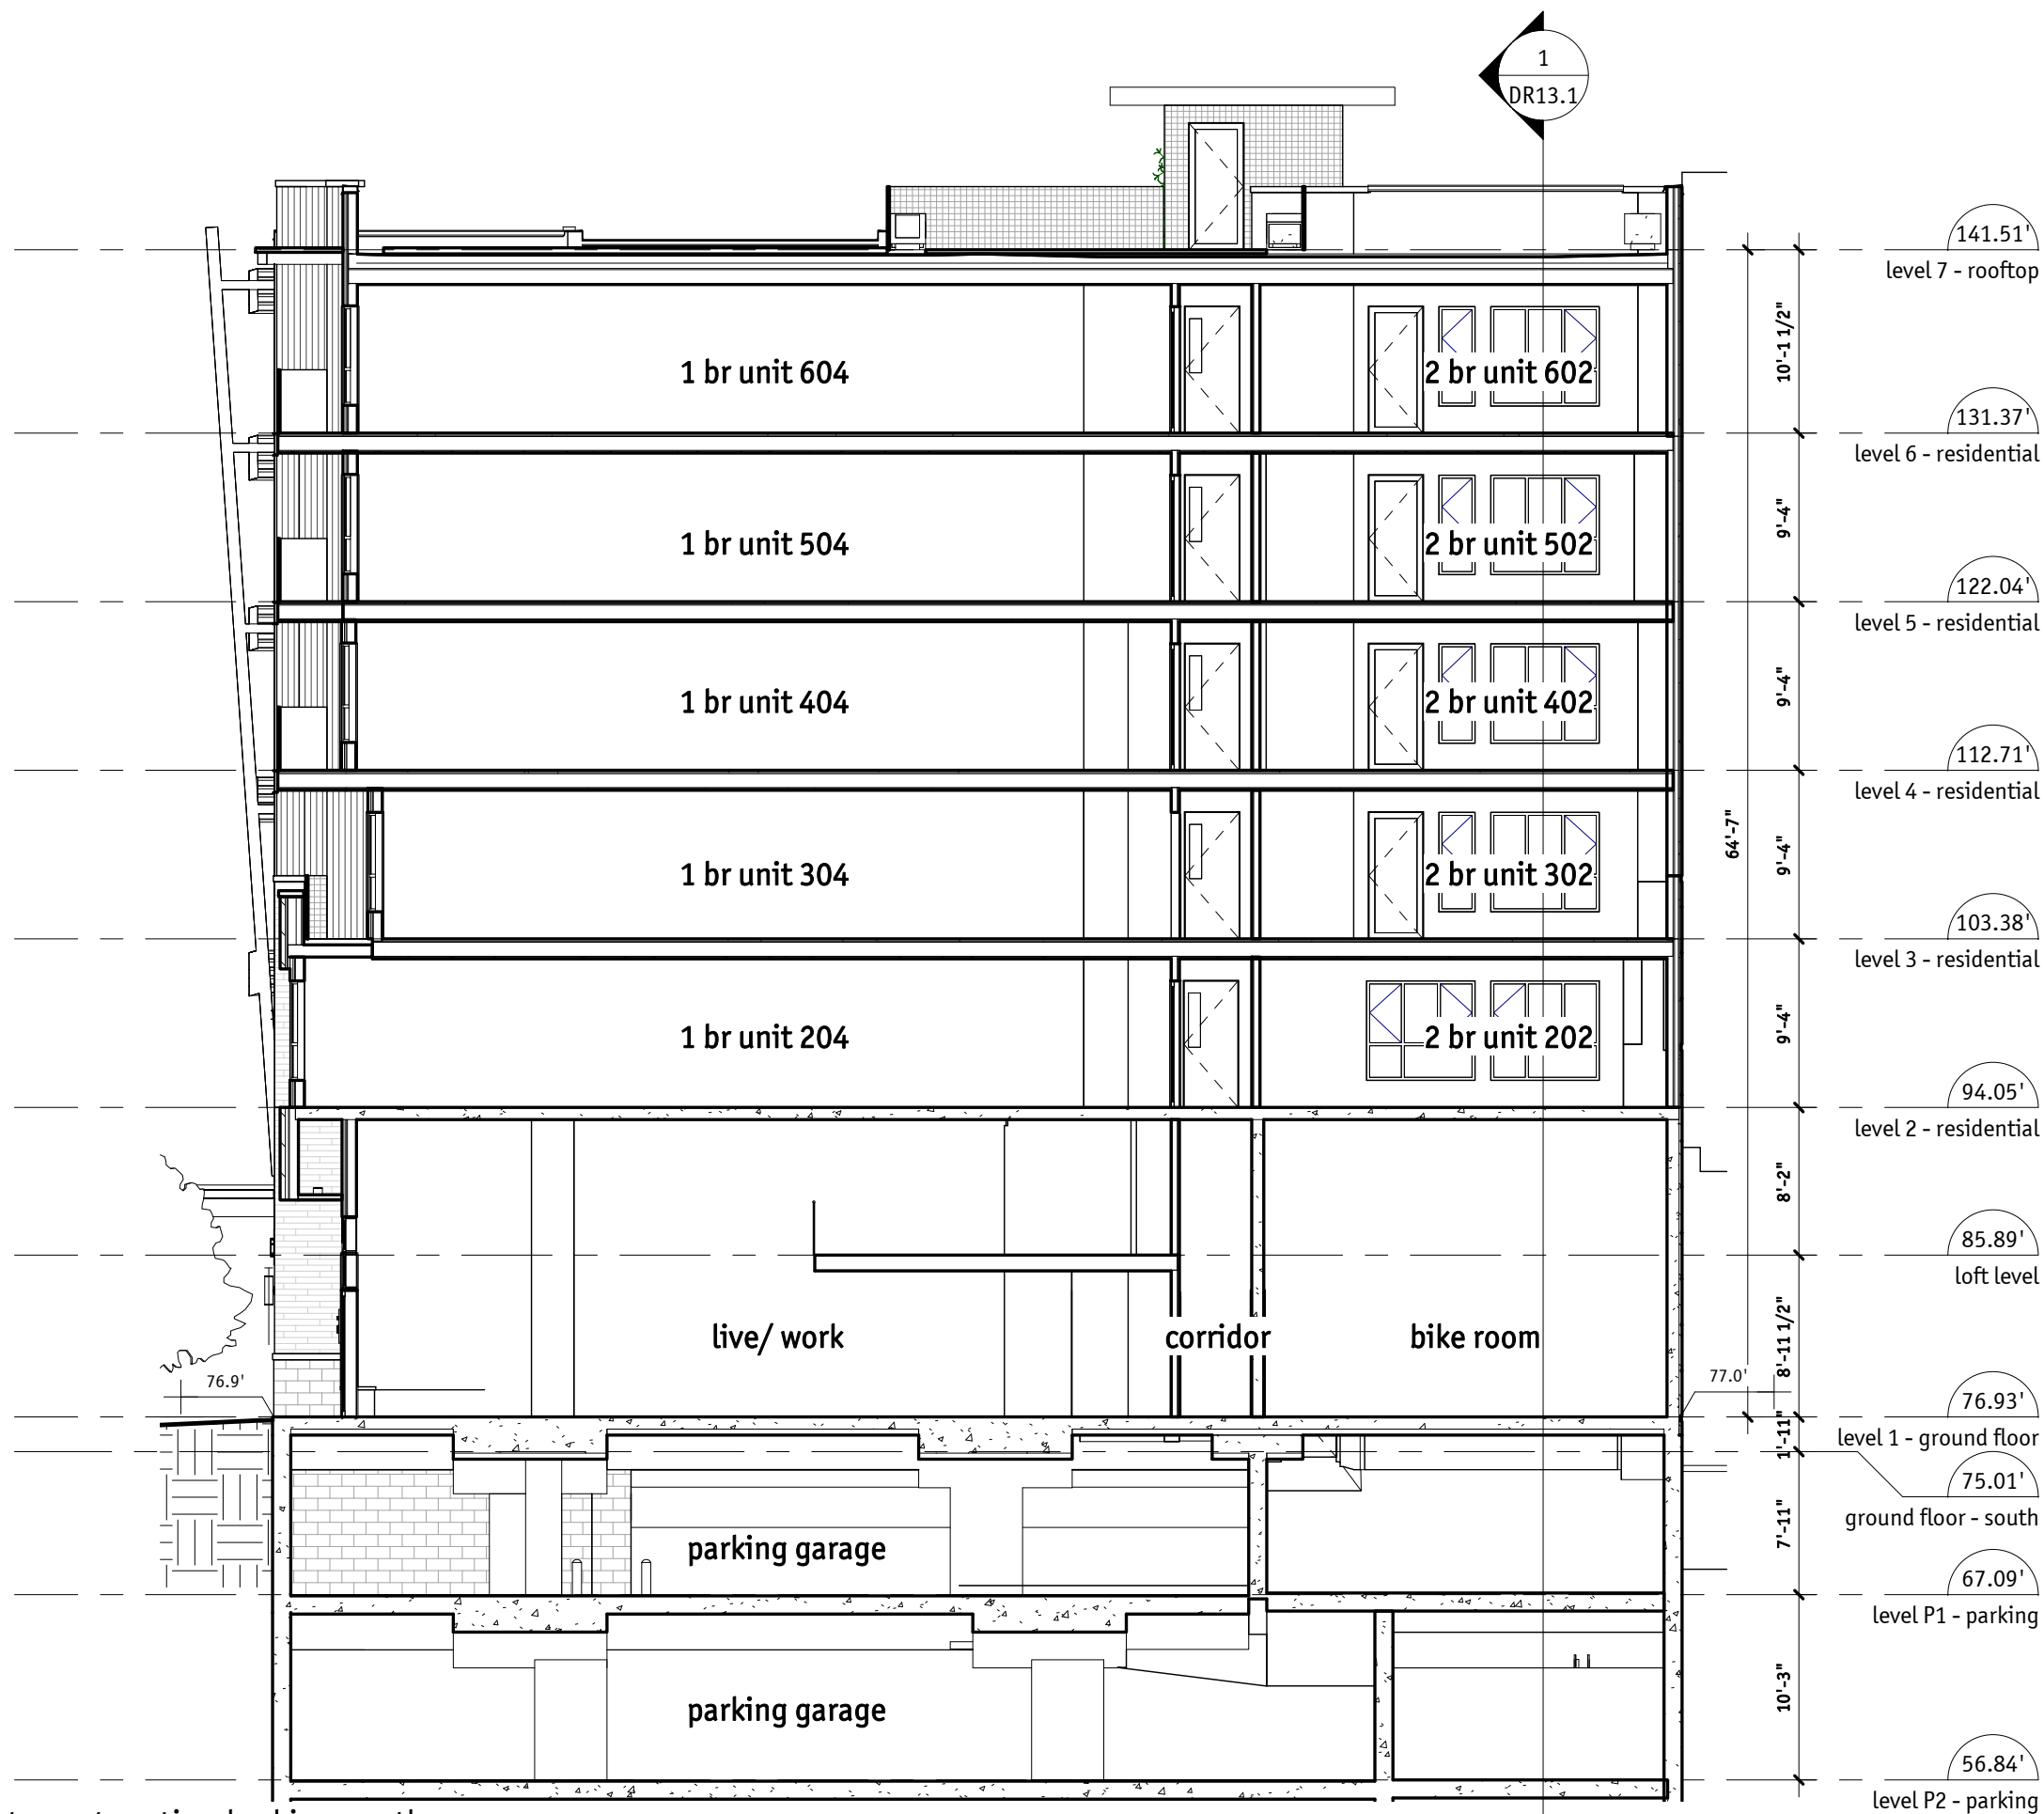 1
DR13.1
141.51'
level 7 - rooftop
10'-1 1/2"
1 br unit 604
2 br unit 602
131.37'
level 6 - residential
9'-4"
1 br unit 504
2 br unit 502
122.04'
level 5 - residential
9'-4"
1 br unit 404
2 br unit 402
112.71'
level 4 - residential
64'-7"
9'-4"
1 br unit 304
2 br unit 302
103.38'
level 3 - residential
9'-4"
1 br unit 204
2 br unit 202
94.05'
level 2 - residential
8'-2"
85.89'
loft level
8'-11 1/2"
live/ work
corridor
bike room
76.9'
77.0'
76.93'
level 1 - ground floor
1'-11"
75.01'
ground floor - south
7'-11"
parking garage
67.09'
level P1 - parking
10'-3"
parking garage
56.84'
level P2 - parking